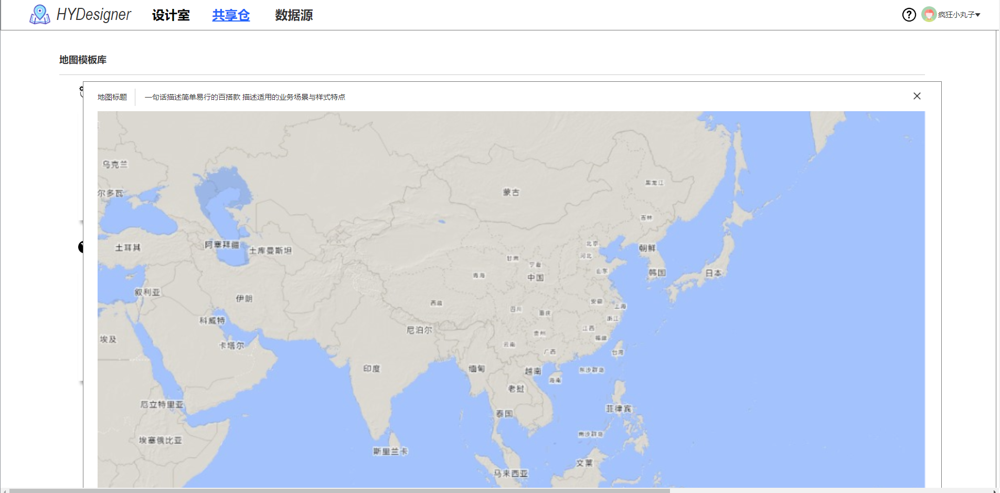 HYDesigner 设计室 共享仓 数据源 疯狂小丸子
地图模板库
地图标题 一句话描述简单易行的百搭款 描述适用的业务场景与样式特点
乌克兰
黑龙江
尔多瓦
蒙古
吉林
北京
土耳其
阿塞拜疆
土库曼斯坦
朝鲜
河北
甘肃
宁夏
山东
韩国
日本
青海
中国
叙利亚
伊朗
西藏
安徽
上海
四川
重庆
浙江
科威特
尼泊尔
江西
贵州
福建
埃及
卡塔尔
云南
广西
台湾
印度
缅甸
越南
东沙群岛
海南
老挝
厄立特里亚
菲律宾
泰国
南沙群岛
埃塞俄比亚
斯里兰卡
文莱
马来西亚